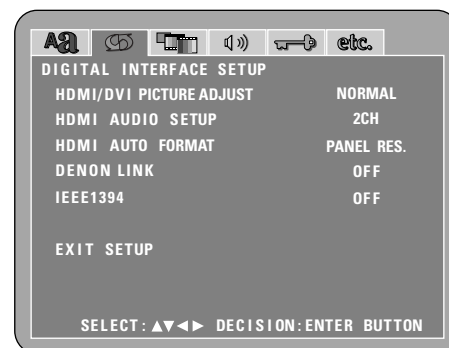 Aa etc.
DIGITAL INTERFACE SETUP
HDMI/DVI PICTURE ADJUST NORMAL
HDMI AUDIO SETUP 2CH
HDMI AUTO FORMAT PANEL RES.
DENON LINK OFF
IEEE1394 OFF
EXIT SETUP
SELECT:▲▼◄► DECISION:ENTER BUTTON